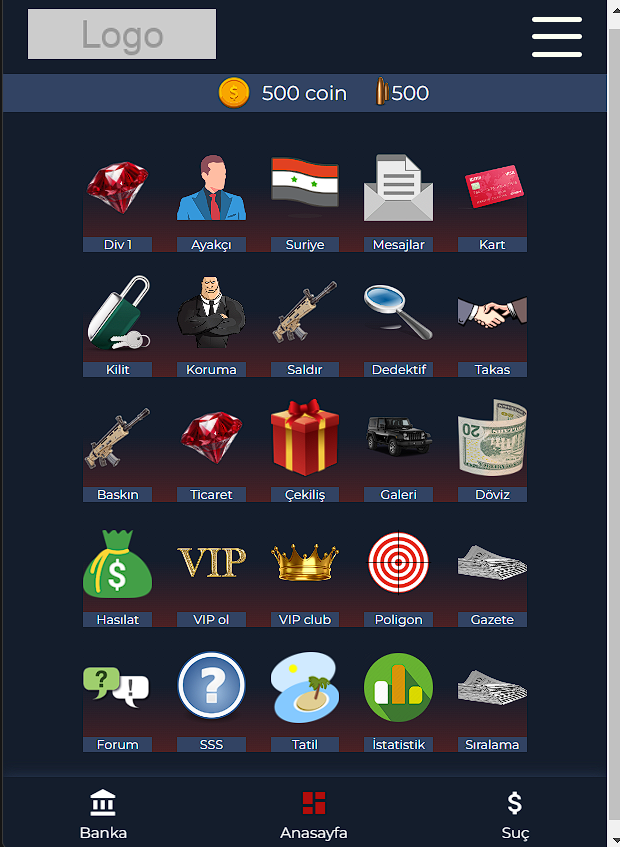 Logo
500 coin 500
Div 1 Ayakçı Suriye Mesajlar Kart
Kilit Koruma Saldır Dedektif Takas
Baskın Ticaret Çekiliş Galeri Döviz
VIP
Hasılat VIP ol VIP club Poligon Gazete
Forum SSS Tatil İstatistik Sıralama
Banka Anasayfa Suç